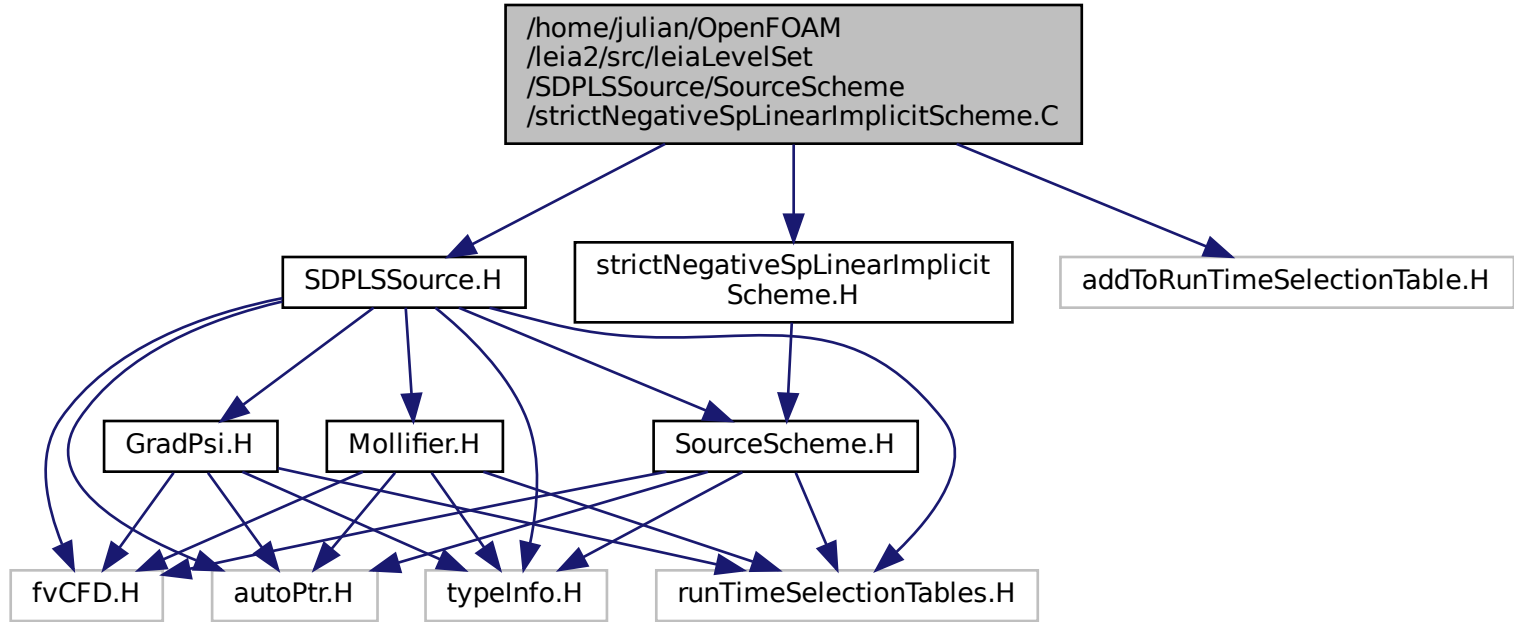 /home/julian/OpenFOAM
/leia2/src/leiaLevelSet
/SDPLSSource/SourceScheme
/strictNegativeSpLinearImplicitScheme.C
SDPLSSource.H
strictNegativeSpLinearImplicit
Scheme.H
addToRunTimeSelectionTable.H
GradPsi.H
Mollifier.H
SourceScheme.H
fvCFD.H
autoPtr.H
typeInfo.H
runTimeSelectionTables.H